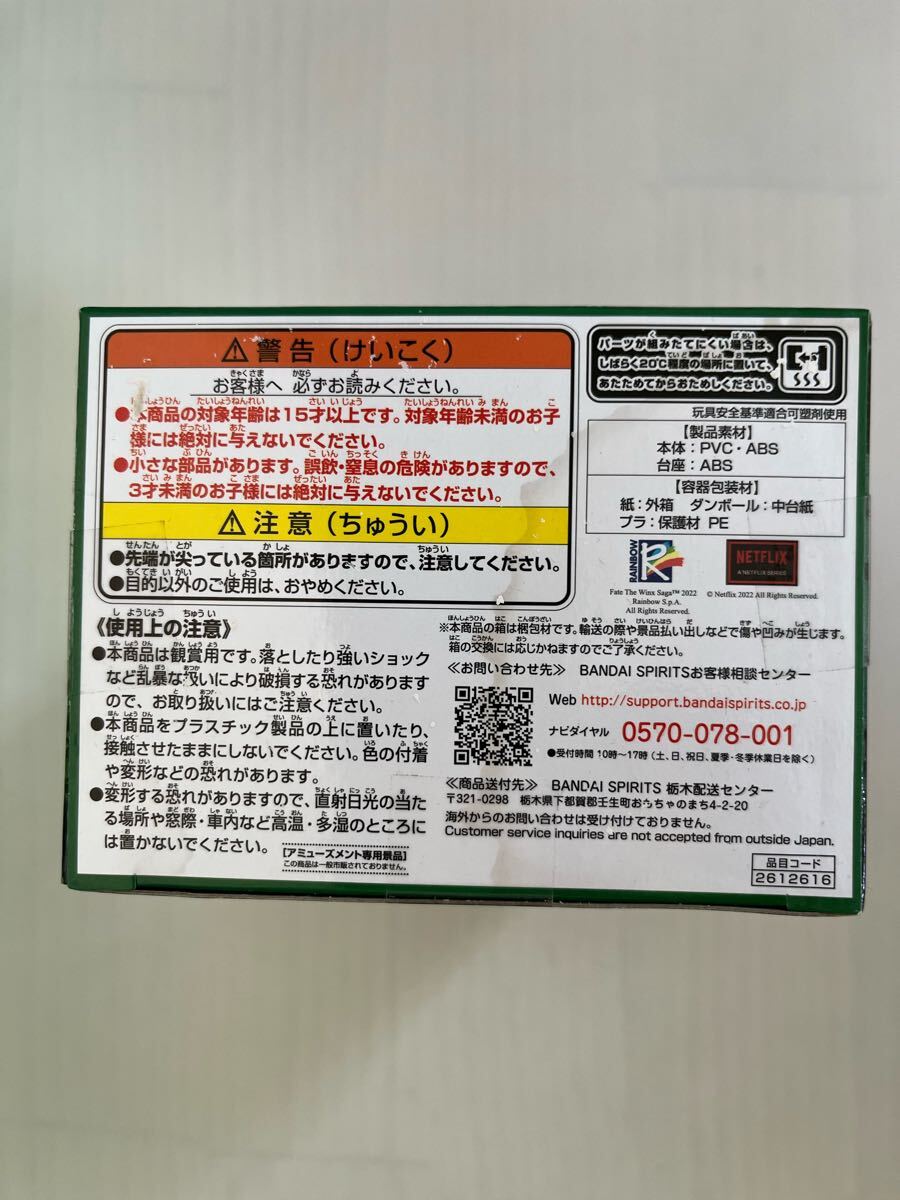 ⚠警告（けいこく）
お客様へ 必ずお読みください。
●本商品の対象年齢は15才以上です。対象年齢未満のお子
様には絶対に与えないでください。
●小さな部品があります。誤飲・窒息の危険がありますので、
3才未満のお子様には絶対に与えないでください。
⚠注意（ちゅうい）
●先端が尖っている箇所がありますので、注意してください。
●目的以外のご使用は、おやめください。
《使用上の注意》
●本商品は観賞用です。落としたり強いショック
など乱暴な扱いにより破損する恐れがあります
ので、お取り扱いにはご注意ください。
●本商品をプラスチック製品の上に置いたり、
接触させたままにしないでください。色の付着
や変形などの恐れがあります。
●変形する恐れがありますので、直射日光の当た
る場所や窓際・車内など高温・多湿のところに
は置かないでください。
【アミューズメント専用景品】
この商品は一般市販されておりません。
パーツが組みたてにくい場合は、
しばらく20℃程度の場所に置いて、
あたためてからおためしください。
玩具安全基準適合可塑剤使用
【製品素材】
本体：PVC・ABS
台座：ABS
【容器包装材】
紙：外箱 ダンボール：中台紙
プラ：保護材 PE
RAINBOW
R
Fate The Winx Saga™ 2022
Rainbow S.p.A.
All Rights Reserved.
NETFLIX
A NETFLIX SERIES
© Netflix 2022 All Rights Reserved.
※本商品の箱は梱包材です。輸送の際や景品払い出しなどで傷や凹みが生じます。
箱の交換には応じかねますのでご了承ください。
≪お問い合わせ先≫ BANDAI SPIRITSお客様相談センター
Web http://support.bandaispirits.co.jp
ナビダイヤル 0570-078-001
●受付時間 10時～17時（土、日、祝日、夏季・冬季休業日を除く）
≪商品送付先≫ BANDAI SPIRITS 栃木配送センター
〒321-0298 栃木県下都賀郡壬生町おもちゃのまち4-2-20
海外からのお問い合わせは受け付けておりません。
Customer service inquiries are not accepted from outside Japan.
品目コード
2612616